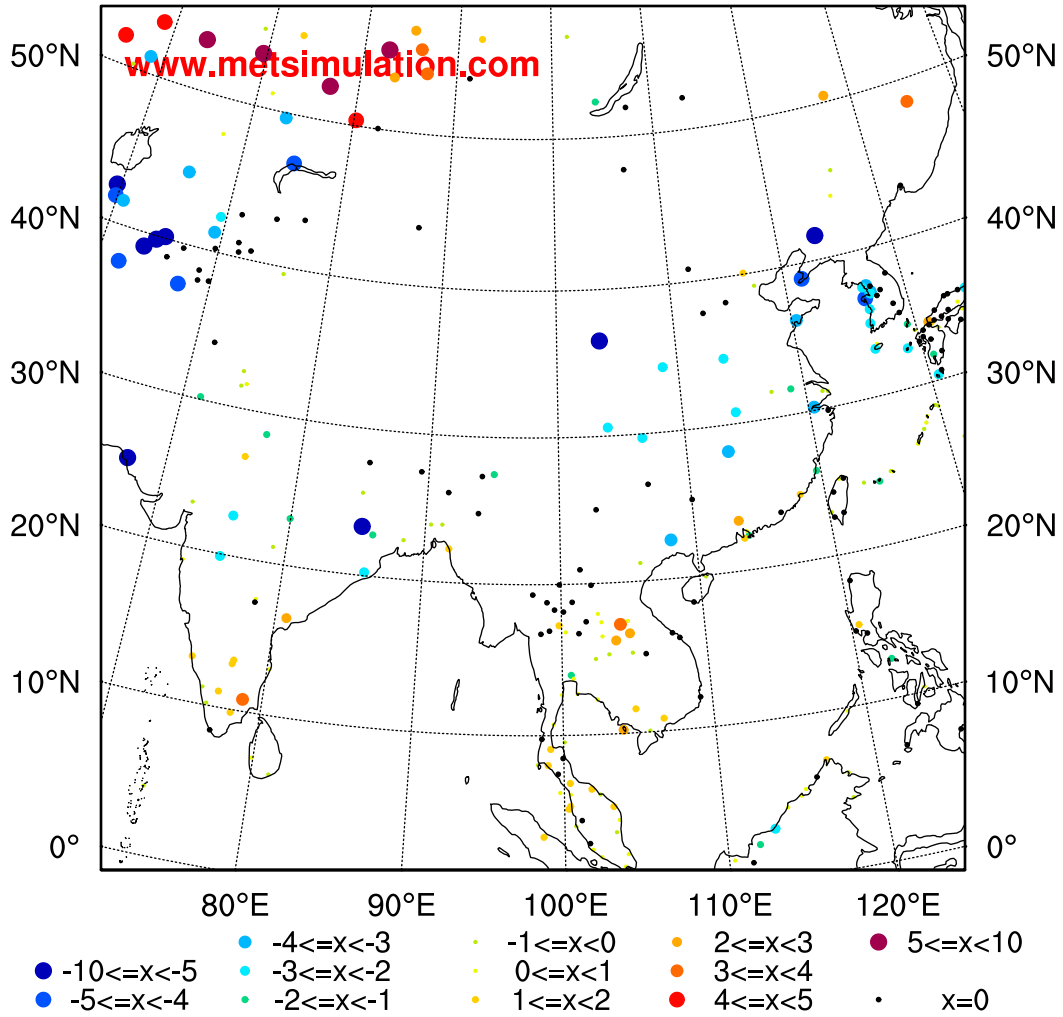 50°N 50°N
www.metsimulation.com
40°N 40°N
30°N 30°N
20°N 20°N
10°N 10°N
0° 0°
80°E 90°E 100°E 110°E 120°E
-4<=x<-3 -1<=x<0 2<=x<3 5<=x<10
-10<=x<-5 -3<=x<-2 0<=x<1 3<=x<4
-5<=x<-4 -2<=x<-1 1<=x<2 4<=x<5 x=0